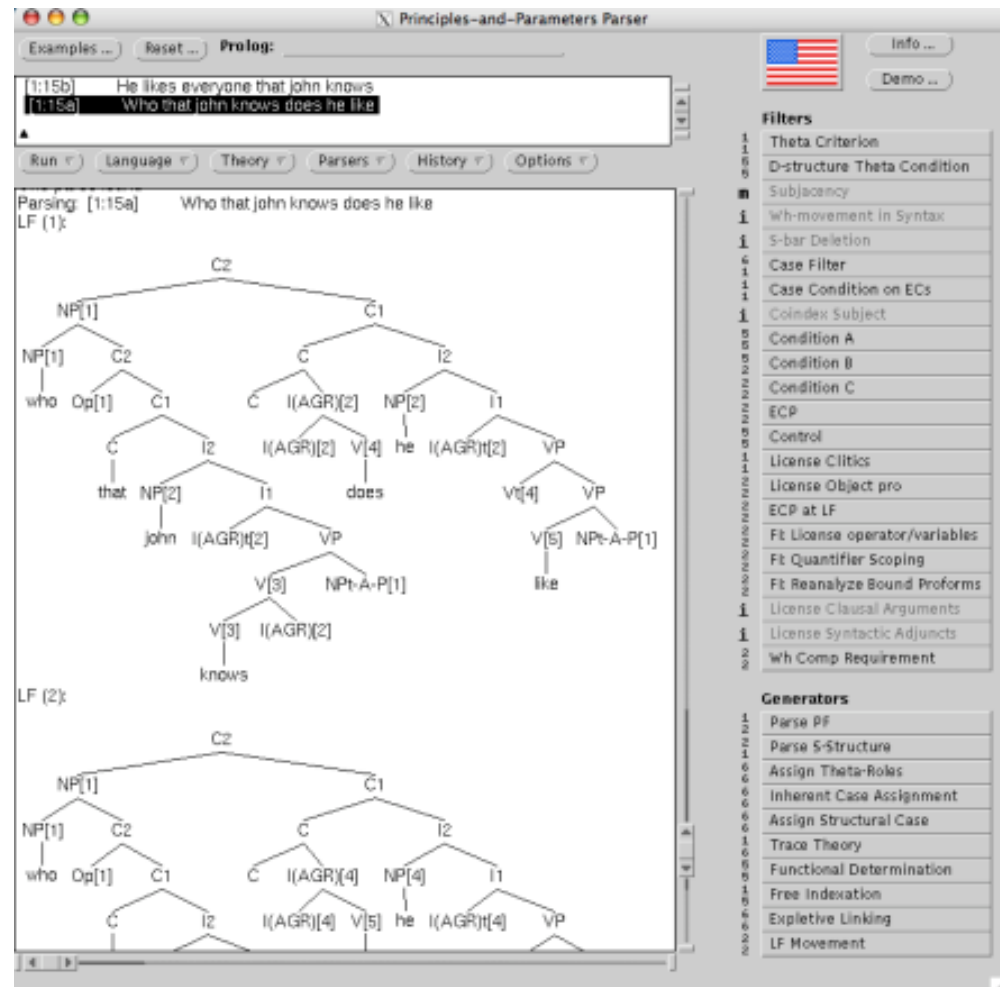 Principles-and-Parameters Parser
Examples ... Reset ... Prolog: Info ...
Demo ...
[1:15b] He likes everyone that john knows
[1:15a] Who that john knows does he like
Run Language Theory Parsers History Options
Parsing: [1:15a] Who that john knows does he like
LF (1):
C2
NP[1] C1
NP[1] C2 C I2
who Op[1] C1 C I(AGR)[2] NP[2] I1
C I2 I(AGR)[2] V[4] he I(AGR)t[2] VP
that NP[2] I1 does Vt[4] VP
john I(AGR)t[2] VP V[5] NPt-A-P[1]
V[3] NPt-A-P[1] like
V[3] I(AGR)[2]
knows
LF (2):
C2
NP[1] C1
NP[1] C2 C I2
who Op[1] C1 C I(AGR)[4] NP[4] I1
C I2 I(AGR)[4] V[5] he I(AGR)t[4] VP
Filters
Theta Criterion
D-structure Theta Condition
m Subjacency
i Wh-movement in Syntax
i S-bar Deletion
Case Filter
Case Condition on ECs
i Coindex Subject
Condition A
Condition B
Condition C
ECP
Control
License Clitics
License Object pro
ECP at LF
Ft License operator/variables
Ft Quantifier Scoping
Ft Reanalyze Bound Proforms
i License Clausal Arguments
i License Syntactic Adjuncts
Wh Comp Requirement
Generators
Parse PF
Parse S-Structure
Assign Theta-Roles
Inherent Case Assignment
Assign Structural Case
Trace Theory
Functional Determination
Free Indexation
Expletive Linking
LF Movement